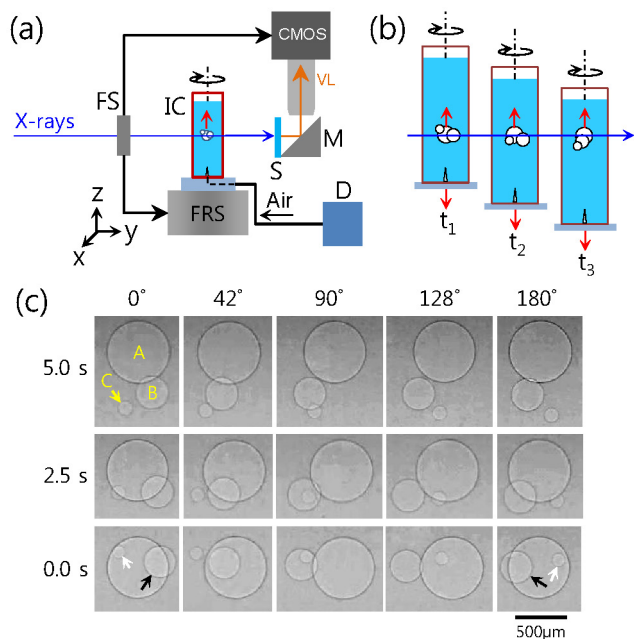 (a)
CMOS
FS
IC
VL
X-rays
M
S
z
y
x
FRS
Air
D
(b)
t1
t2
t3
(c)
0° 42° 90° 128° 180°
5.0 s
A
B
C
2.5 s
0.0 s
500μm